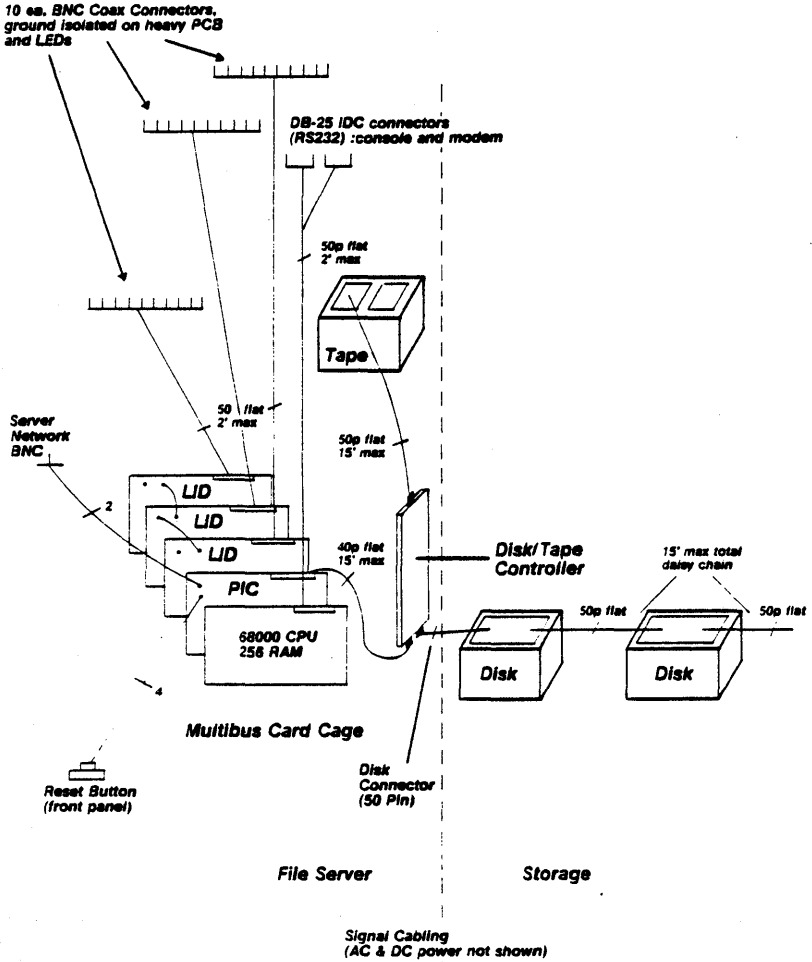 10 ea. BNC Coax Connectors,
ground isolated on heavy PCB
and LEDs
DB-25 IDC connectors
(RS232) :console and modem
50p flat
2' max
Tape
50 flat
2' max
50p flat
15' max
Server
Network
BNC
2
LID
LID
LID
PIC
68000 CPU
256 RAM
40p flat
15' max
Disk/Tape
Controller
15' max total
daisy chain
50p flat
50p flat
Disk
Disk
4
Multibus Card Cage
Reset Button
(front panel)
Disk
Connector
(50 Pin)
File Server
Storage
Signal Cabling
(AC & DC power not shown)